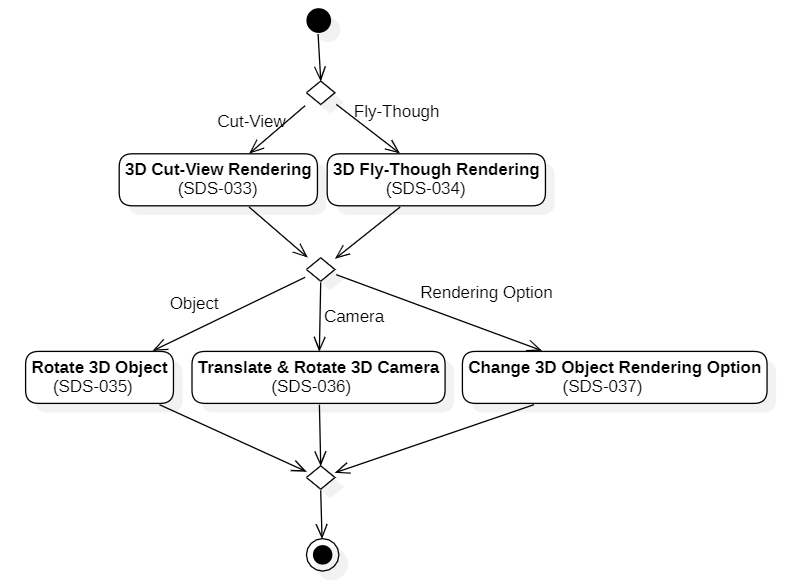 Cut-View
Fly-Though
3D Cut-View Rendering
(SDS-033)
3D Fly-Though Rendering
(SDS-034)
Object
Camera
Rendering Option
Rotate 3D Object
(SDS-035)
Translate & Rotate 3D Camera
(SDS-036)
Change 3D Object Rendering Option
(SDS-037)